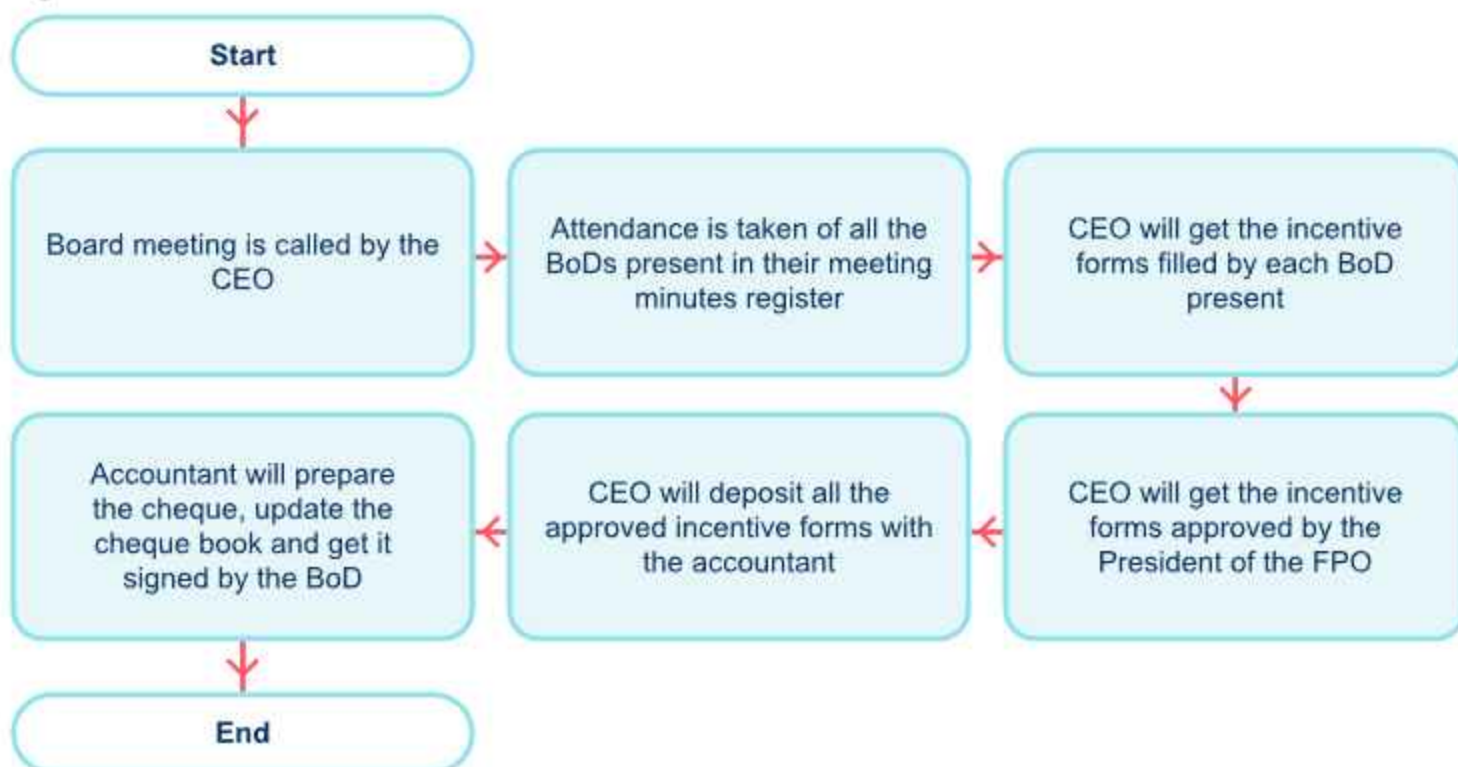 Start
Board meeting is called by the
CEO
Attendance is taken of all the
BoDs present in their meeting
minutes register
CEO will get the incentive
forms filled by each BoD
present
CEO will get the incentive
forms approved by the
President of the FPO
CEO will deposit all the
approved incentive forms with
the accountant
Accountant will prepare
the cheque, update the
cheque book and get it
signed by the BoD
End